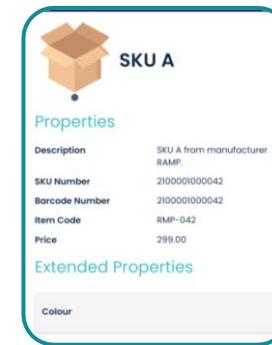 SKU A
Properties
Description SKU A from manufacturer
RAMP.
SKU Number 2100001000042
Barcode Number 2100001000042
Item Code RMP-042
Price 299.00
Extended Properties
Colour